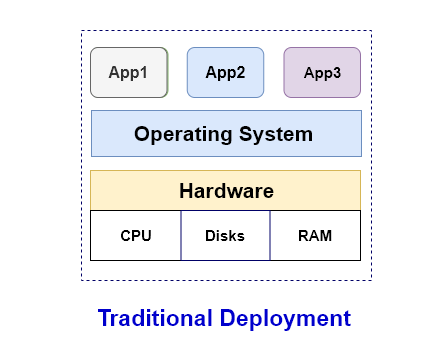 App1 App2 App3
Operating System
Hardware
CPU Disks RAM
Traditional Deployment